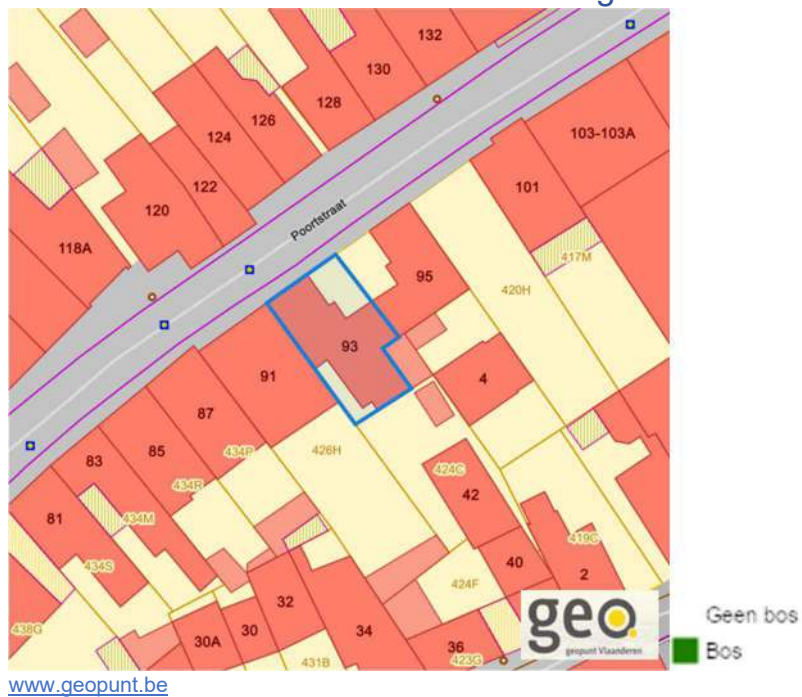 132
130
128
126
124
103-103A
122
101
120
Poortstraat
118A
417M
95
420H
93
91
4
87
434P
426H
85
83
434R
424C
42
81
434M
419C
434S
40
2
424F
32
438G
30A
30
34
36
431B
423G
geo
geopunt Vlaanderen
Geen bos
Bos
www.geopunt.be